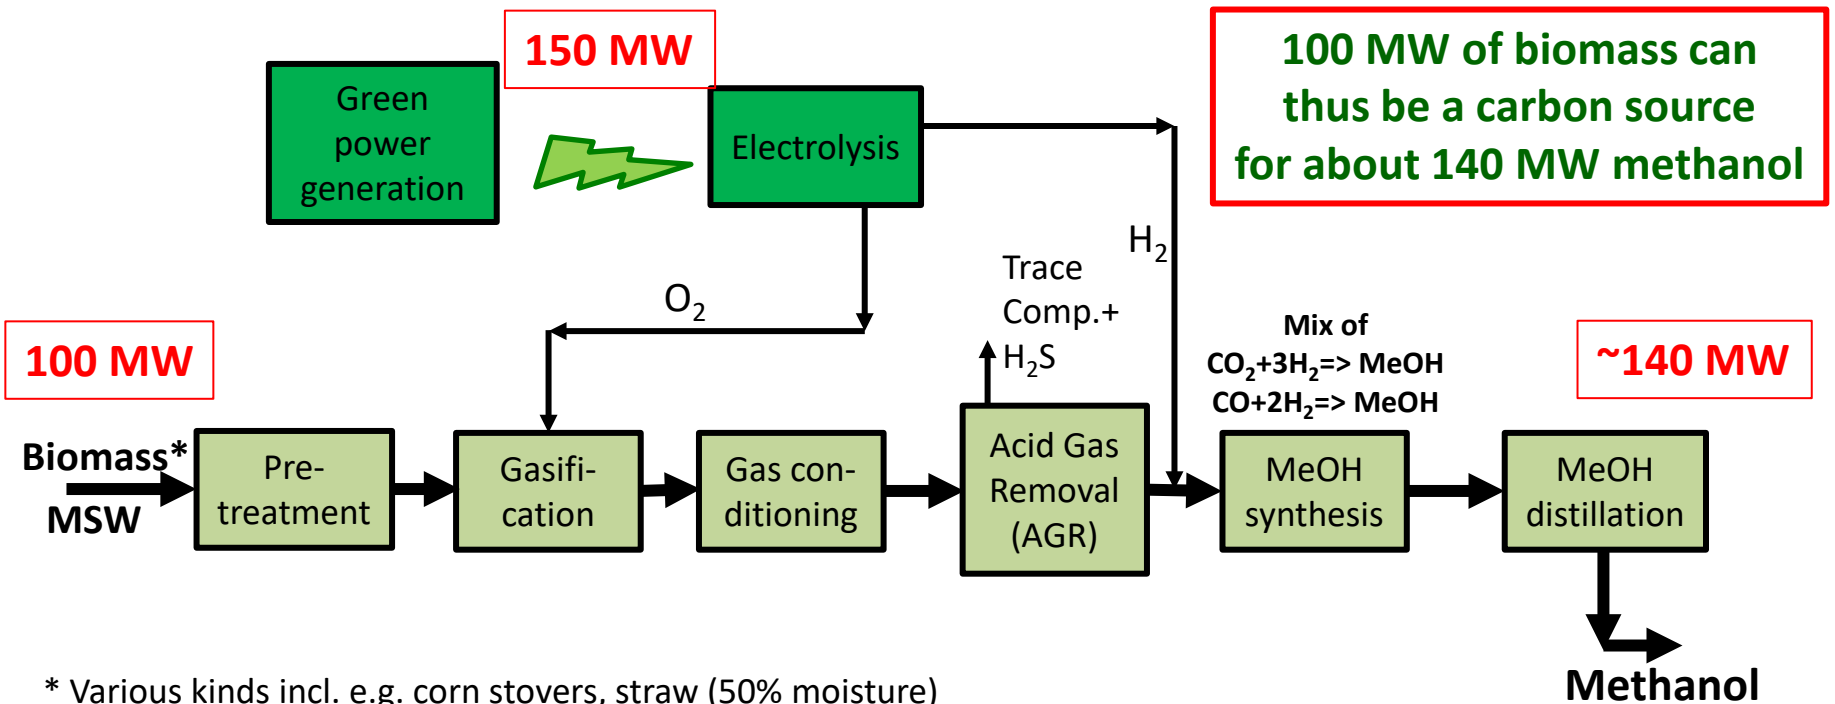 150 MW
Green
power
generation
Electrolysis
100 MW of biomass can
thus be a carbon source
for about 140 MW methanol
H₂
O₂
Trace
Comp.+
H₂S
100 MW
Mix of
CO₂+3H₂=> MeOH
CO+2H₂=> MeOH
~140 MW
Biomass*
MSW
Pre-
treatment
Gasifi-
cation
Gas con-
ditioning
Acid Gas
Removal
(AGR)
MeOH
synthesis
MeOH
distillation
Methanol
* Various kinds incl. e.g. corn stovers, straw (50% moisture)